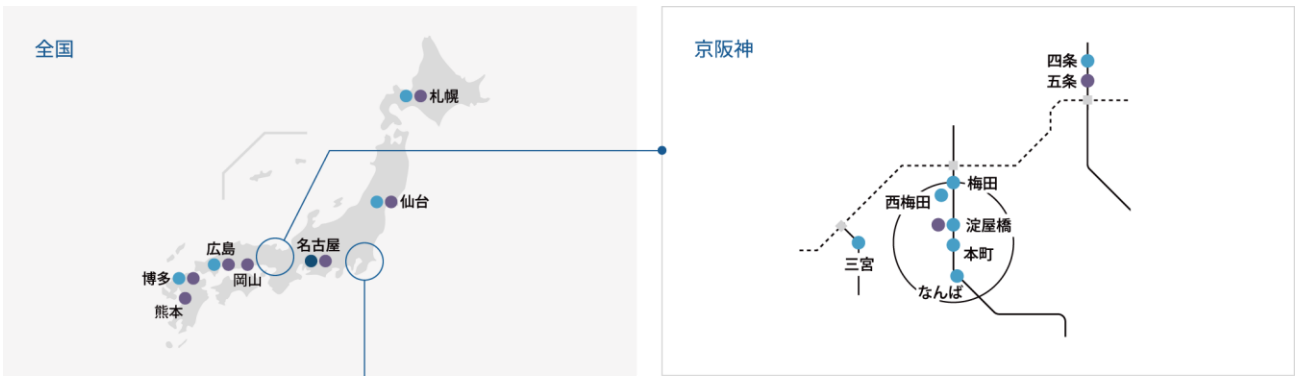 全国
札幌
仙台
名古屋
広島
岡山
博多
熊本
京阪神
四条
五条
梅田
西梅田
淀屋橋
本町
三宮
なんば